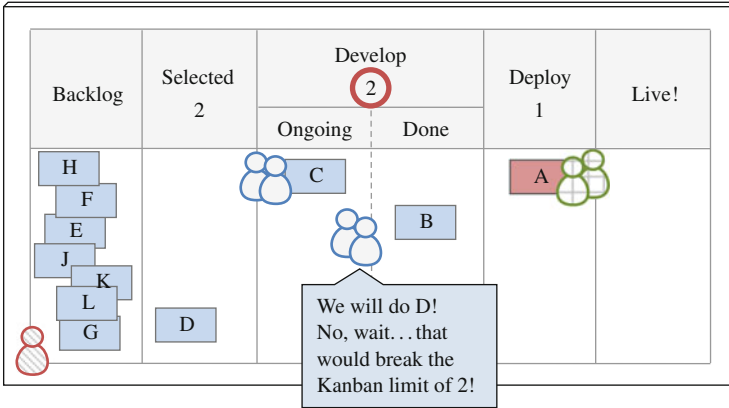 Backlog
Selected
2
Develop
2
Ongoing
Done
Deploy
1
Live!
H
F
E
J
K
L
G
D
C
B
A
We will do D!
No, wait...that
would break the
Kanban limit of 2!